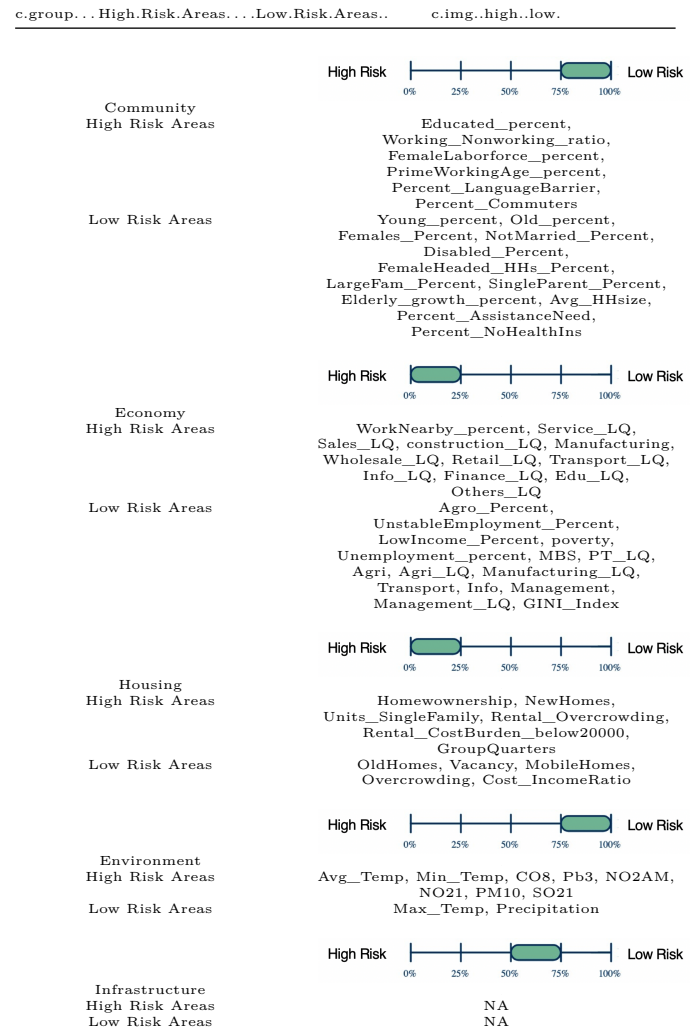 c.group. . . High.Risk.Areas. . . .Low.Risk.Areas.. c.img..high..low.
High Risk Low Risk
0% 25% 50% 75% 100%
Community
High Risk Areas Educated_percent,
Working_Nonworking_ratio,
FemaleLaborforce_percent,
PrimeWorkingAge_percent,
Percent_LanguageBarrier,
Percent_Commuters
Low Risk Areas Young_percent, Old_percent,
Females_Percent, NotMarried_Percent,
Disabled_Percent,
FemaleHeaded_HHs_Percent,
LargeFam_Percent, SingleParent_Percent,
Elderly_growth_percent, Avg_HHsize,
Percent_AssistanceNeed,
Percent_NoHealthIns
High Risk Low Risk
0% 25% 50% 75% 100%
Economy
High Risk Areas WorkNearby_percent, Service_LQ,
Sales_LQ, construction_LQ, Manufacturing,
Wholesale_LQ, Retail_LQ, Transport_LQ,
Info_LQ, Finance_LQ, Edu_LQ,
Others_LQ
Low Risk Areas Agro_Percent,
UnstableEmployment_Percent,
LowIncome_Percent, poverty,
Unemployment_percent, MBS, PT_LQ,
Agri, Agri_LQ, Manufacturing_LQ,
Transport, Info, Management,
Management_LQ, GINI_Index
High Risk Low Risk
0% 25% 50% 75% 100%
Housing
High Risk Areas Homewownership, NewHomes,
Units_SingleFamily, Rental_Overcrowding,
Rental_CostBurden_below20000,
GroupQuarters
Low Risk Areas OldHomes, Vacancy, MobileHomes,
Overcrowding, Cost_IncomeRatio
High Risk Low Risk
0% 25% 50% 75% 100%
Environment
High Risk Areas Avg_Temp, Min_Temp, CO8, Pb3, NO2AM,
NO21, PM10, SO21
Low Risk Areas Max_Temp, Precipitation
High Risk Low Risk
0% 25% 50% 75% 100%
Infrastructure
High Risk Areas NA
Low Risk Areas NA